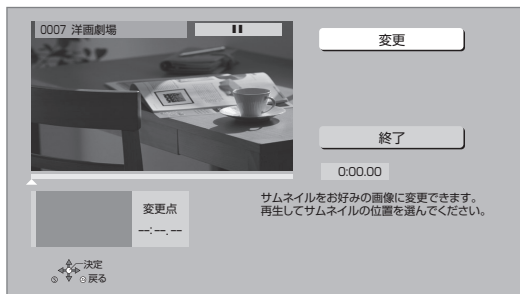 0007 洋画劇場
変更
終了
0:00.00
サムネイルをお好みの画像に変更できます。
再生してサムネイルの位置を選んでください。
変更点
--:--.--
決定
戻る